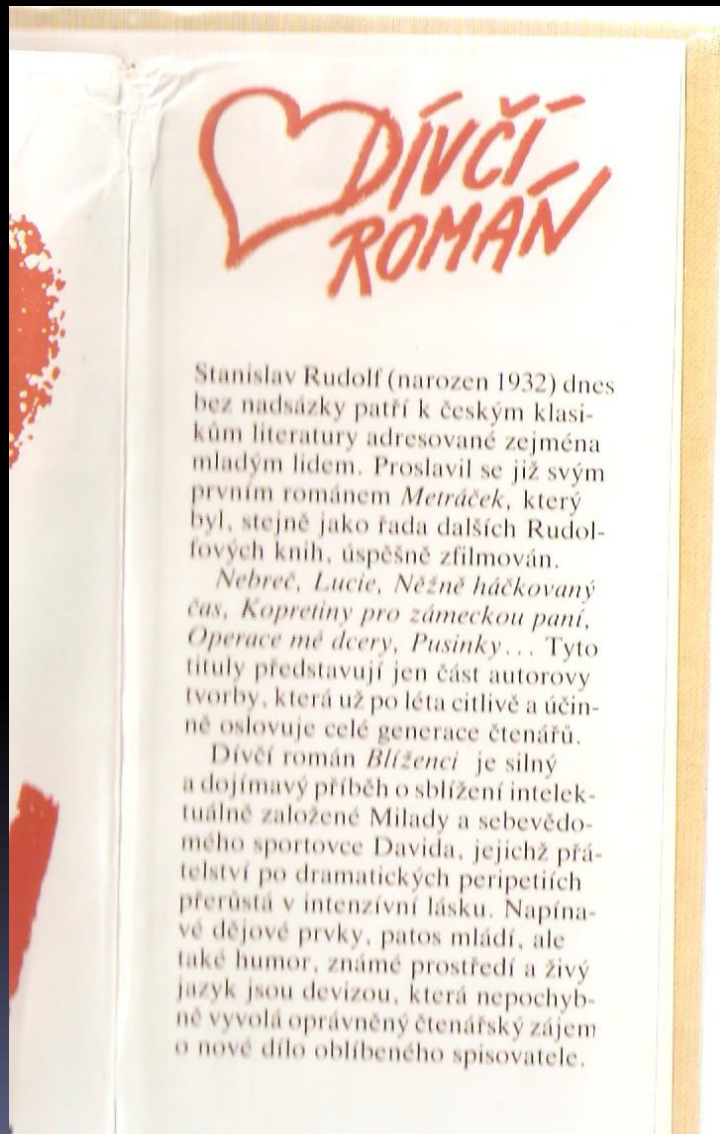 DÍVČÍ
ROMÁN
Stanislav Rudolf (narozen 1932) dnes
bez nadsázky patří k českým klasi-
kům literatury adresované zejména
mladým lidem. Proslavil se již svým
prvním románem Metráček, který
byl, stejně jako řada dalších Rudol-
fových knih, úspěšně zfilmován.
Nebreč, Lucie, Něžně háčkovaný
čas, Kopretiny pro zámeckou paní,
Operace mé dcery, Pusinky... Tyto
tituly představují jen část autorovy
tvorby, která už po léta citlivě a účin-
ně oslovuje celé generace čtenářů.
Dívčí román Blíženci je silný
a dojímavý příběh o sblížení intelek-
tuálně založené Milady a sebevědo-
mého sportovce Davida, jejichž přá-
telství po dramatických peripetiích
přerůstá v intenzívní lásku. Napína-
vé dějové prvky, patos mládí, ale
také humor, známé prostředí a živý
jazyk jsou devizou, která nepochyb-
ně vyvolá oprávněný čtenářský zájem
o nové dílo oblíbeného spisovatele.